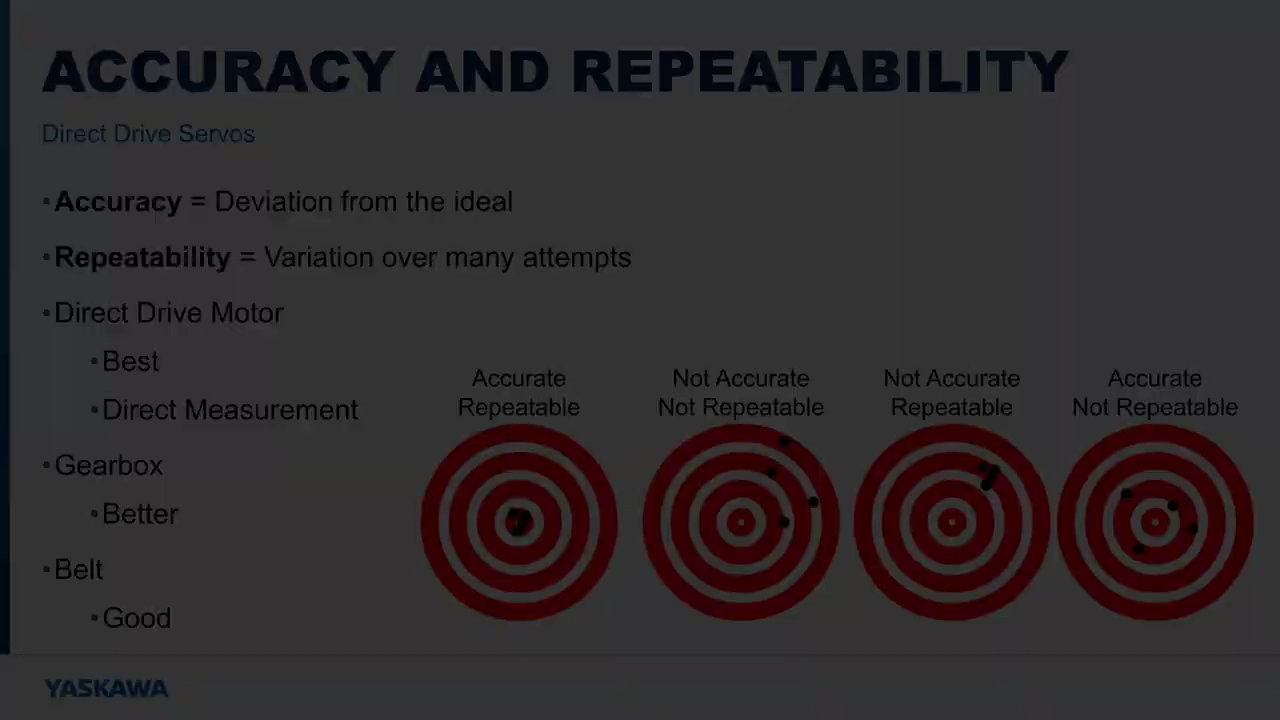 ACCURACY AND REPEATABILITY
Direct Drive Servos
•Accuracy = Deviation from the ideal
•Repeatability = Variation over many attempts
•Direct Drive Motor
•Best
•Direct Measurement
•Gearbox
•Better
•Belt
•Good
Accurate
Repeatable
Not Accurate
Not Repeatable
Not Accurate
Repeatable
Accurate
Not Repeatable
YASKAWA